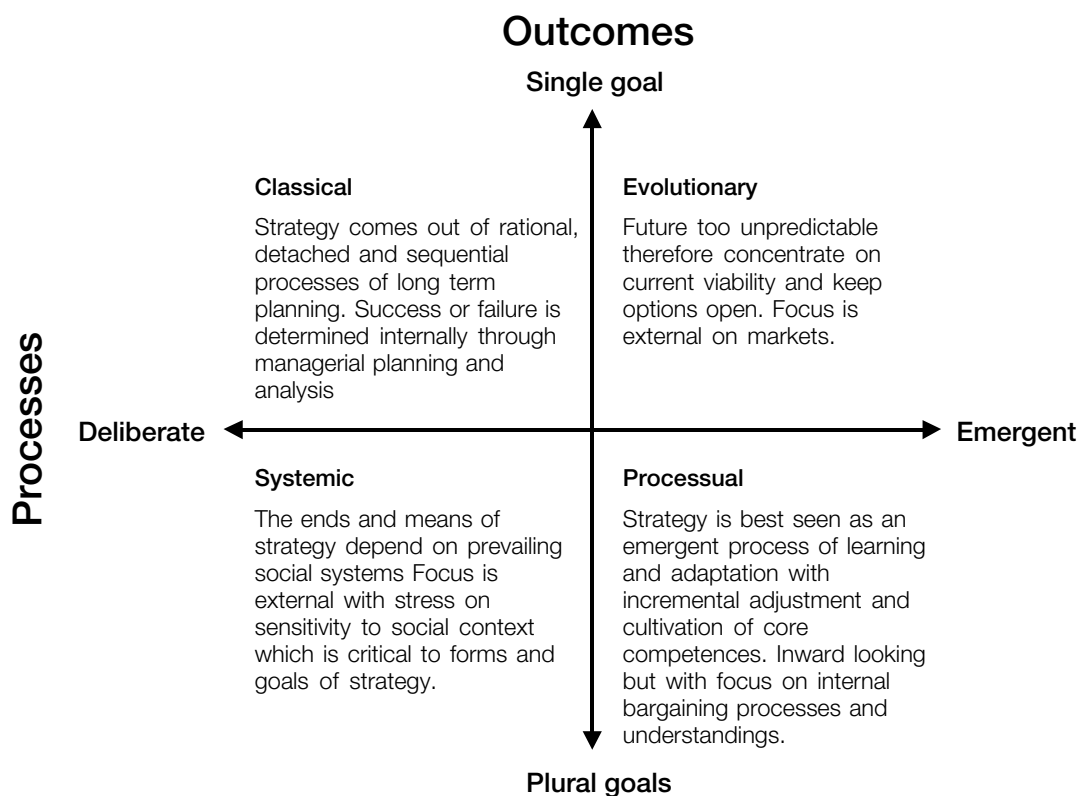 Outcomes
Single goal
Classical
Strategy comes out of rational,
detached and sequential
processes of long term
planning. Success or failure is
determined internally through
managerial planning and
analysis
Evolutionary
Future too unpredictable
therefore concentrate on
current viability and keep
options open. Focus is
external on markets.
Processes
Deliberate
Emergent
Systemic
The ends and means of
strategy depend on prevailing
social systems Focus is
external with stress on
sensitivity to social context
which is critical to forms and
goals of strategy.
Processual
Strategy is best seen as an
emergent process of learning
and adaptation with
incremental adjustment and
cultivation of core
competences. Inward looking
but with focus on internal
bargaining processes and
understandings.
Plural goals